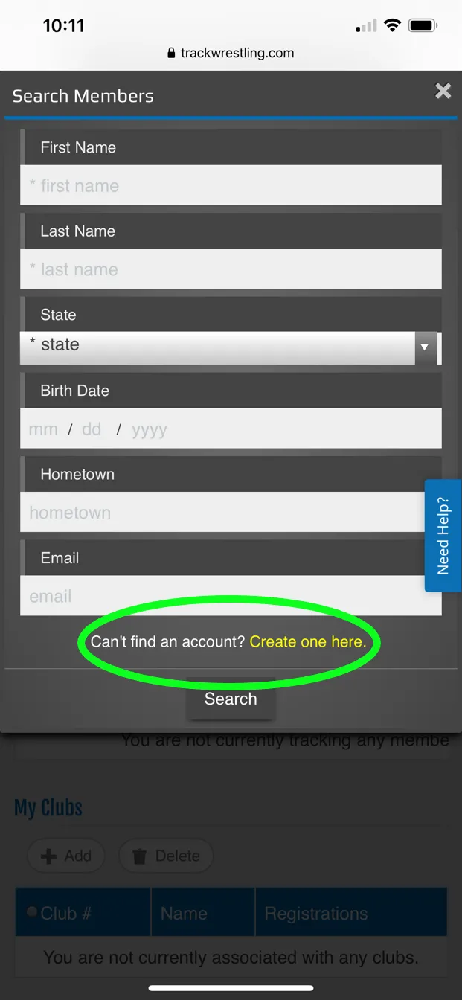 10:11
trackwrestling.com
Search Members
First Name
* first name
Last Name
* last name
State
* state
Birth Date
mm / dd / yyyy
Hometown
hometown
Need Help?
Email
email
Can't find an account? Create one here.
Search
You are not currently tracking any membe
My Clubs
Add Delete
Club # Name Registrations
You are not currently associated with any clubs.